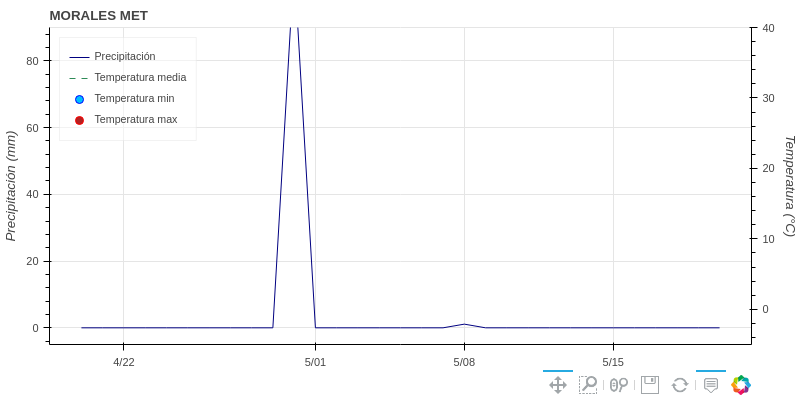 MORALES MET
Precipitación
Temperatura media
Temperatura min
Temperatura max
Precipitación (mm)
80
60
40
20
0
40
30
20
10
0
Temperatura (°C)
4/22
5/01
5/08
5/15